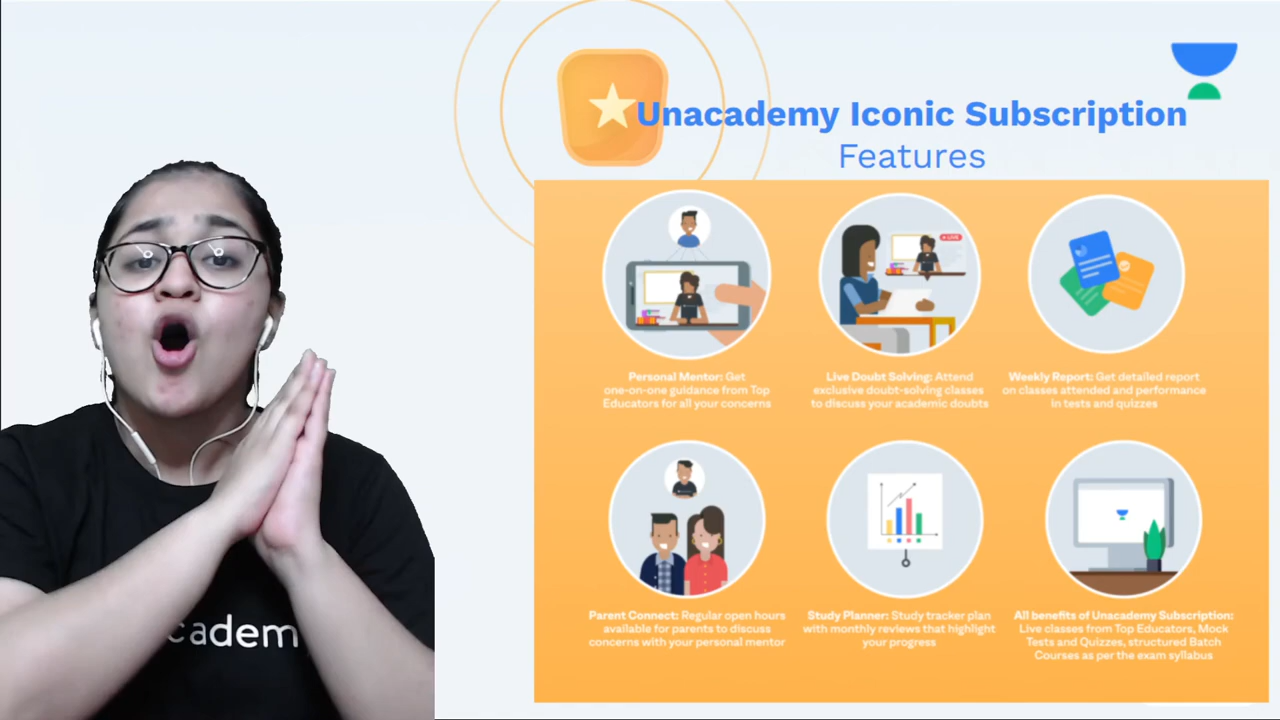 Unacademy Iconic Subscription
Features
LIVE
Personal Mentor: Get
one-on-one guidance from Top
Educators for all your concerns
Live Doubt Solving: Attend
exclusive doubt-solving classes
to discuss your academic doubts
Weekly Report: Get detailed report
on classes attended and performance
in tests and quizzes
Parent Connect: Regular open hours
available for parents to discuss
concerns with your personal mentor
Study Planner: Study tracker plan
with monthly reviews that highlight
your progress
All benefits of Unacademy Subscription:
Live classes from Top Educators, Mock
Tests and Quizzes, structured Batch
Courses as per the exam syllabus
cadem